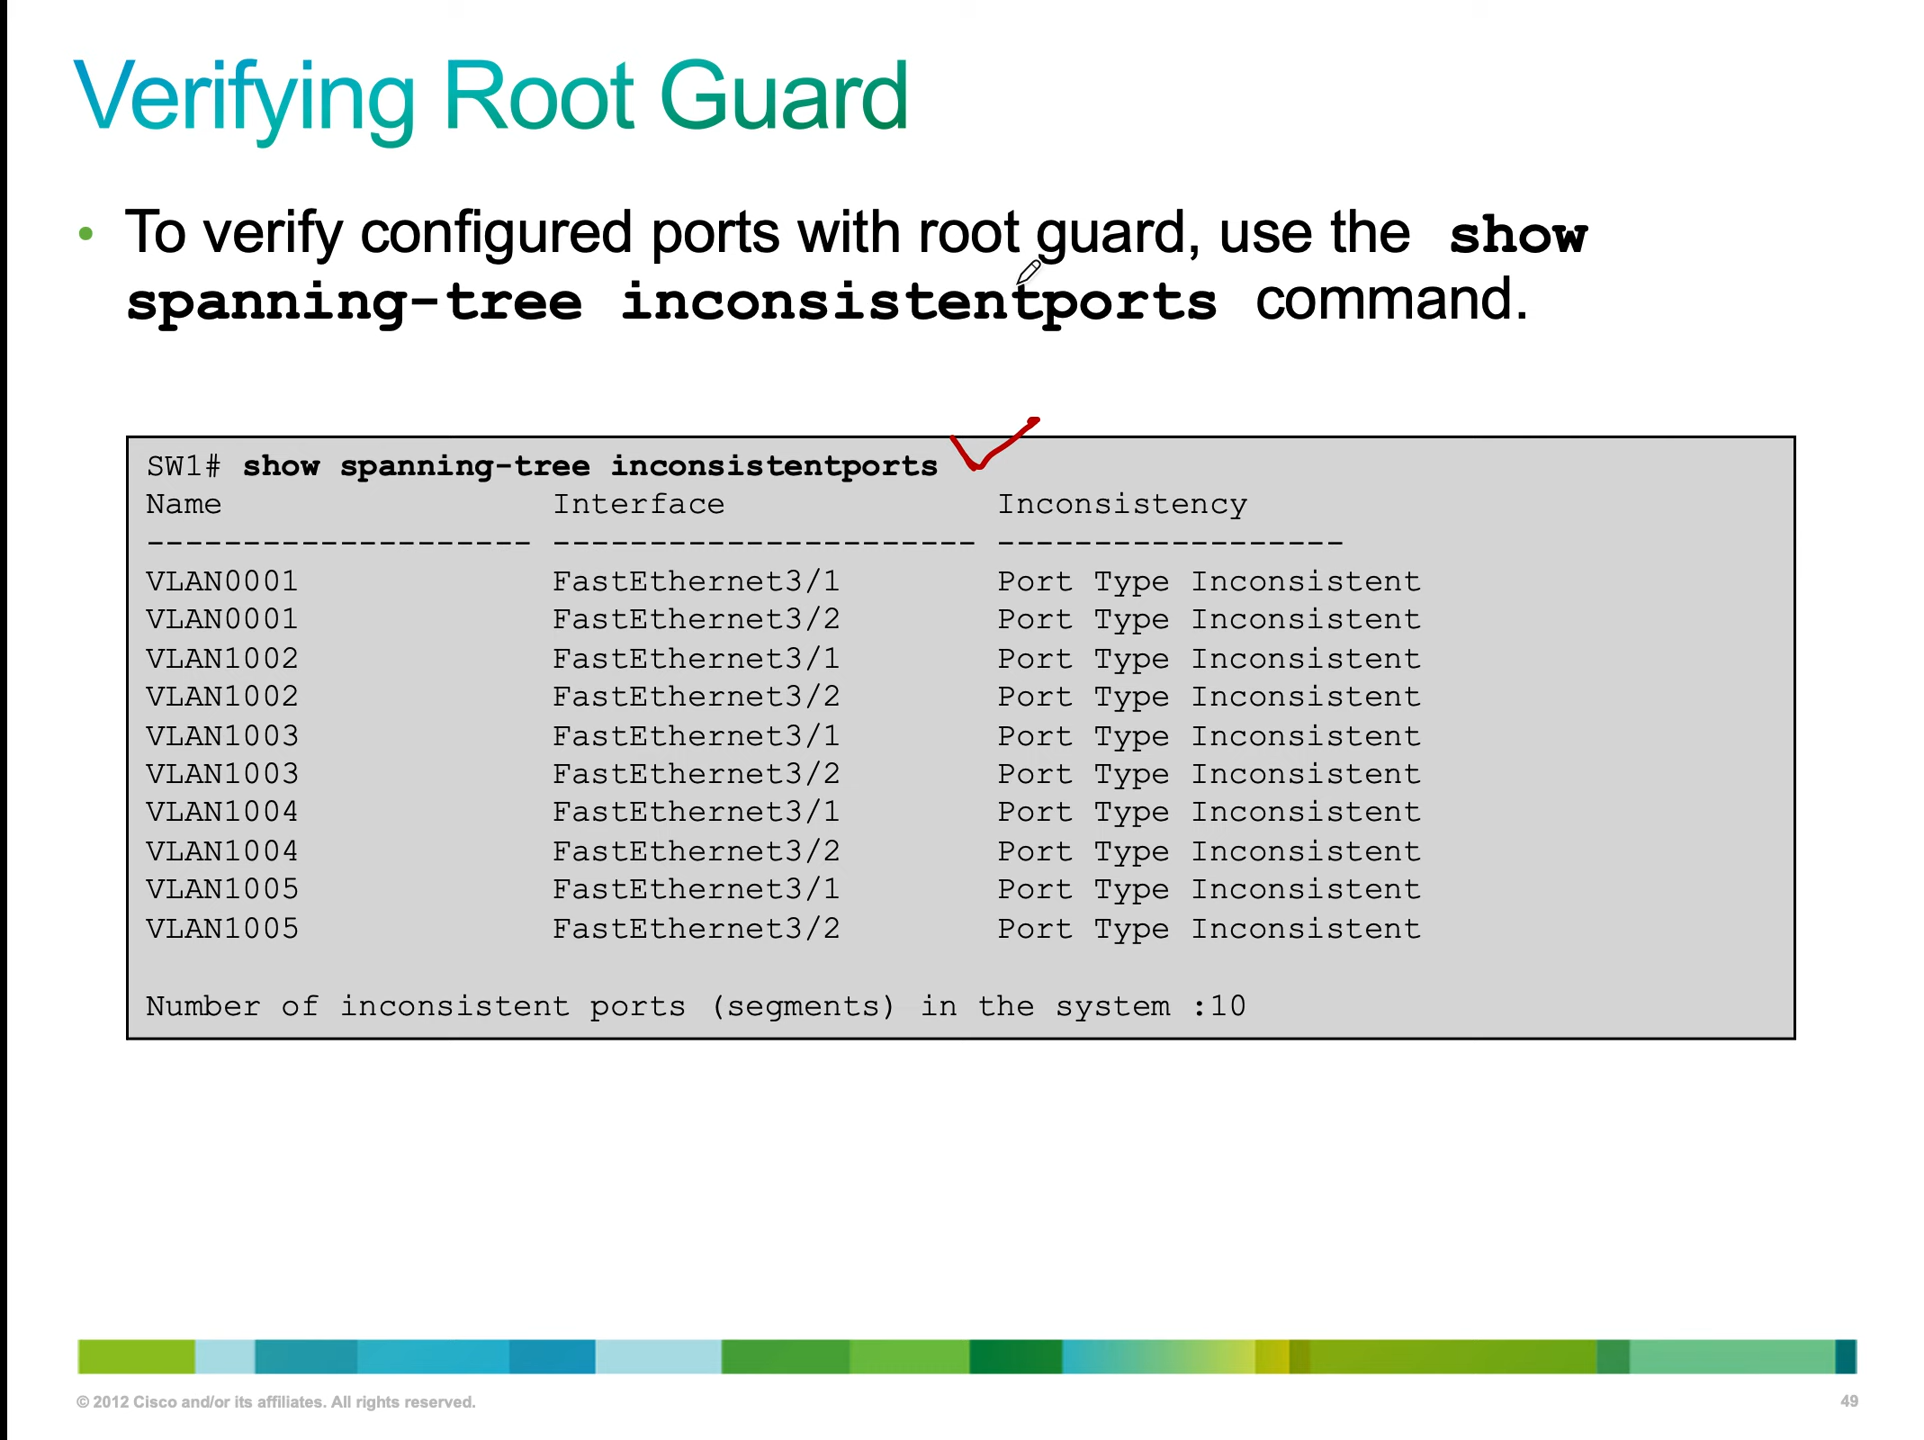 Verifying Root Guard
• To verify configured ports with root guard, use the show
spanning-tree inconsistentports command.
SW1# show spanning-tree inconsistentports
Name Interface Inconsistency
-------------------- ---------------------- ------------------
VLAN0001 FastEthernet3/1 Port Type Inconsistent
VLAN0001 FastEthernet3/2 Port Type Inconsistent
VLAN1002 FastEthernet3/1 Port Type Inconsistent
VLAN1002 FastEthernet3/2 Port Type Inconsistent
VLAN1003 FastEthernet3/1 Port Type Inconsistent
VLAN1003 FastEthernet3/2 Port Type Inconsistent
VLAN1004 FastEthernet3/1 Port Type Inconsistent
VLAN1004 FastEthernet3/2 Port Type Inconsistent
VLAN1005 FastEthernet3/1 Port Type Inconsistent
VLAN1005 FastEthernet3/2 Port Type Inconsistent
Number of inconsistent ports (segments) in the system :10
© 2012 Cisco and/or its affiliates. All rights reserved. 49